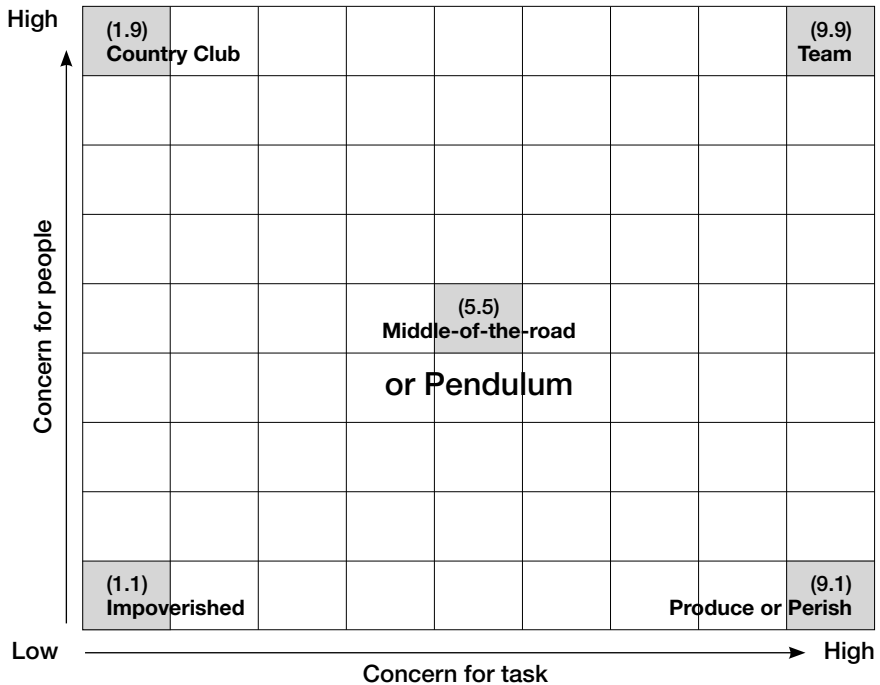 High
(1.9)
Country Club
(9.9)
Team
Concern for people
(5.5)
Middle-of-the-road
or Pendulum
(1.1)
Impoverished
(9.1)
Produce or Perish
Low
High
Concern for task